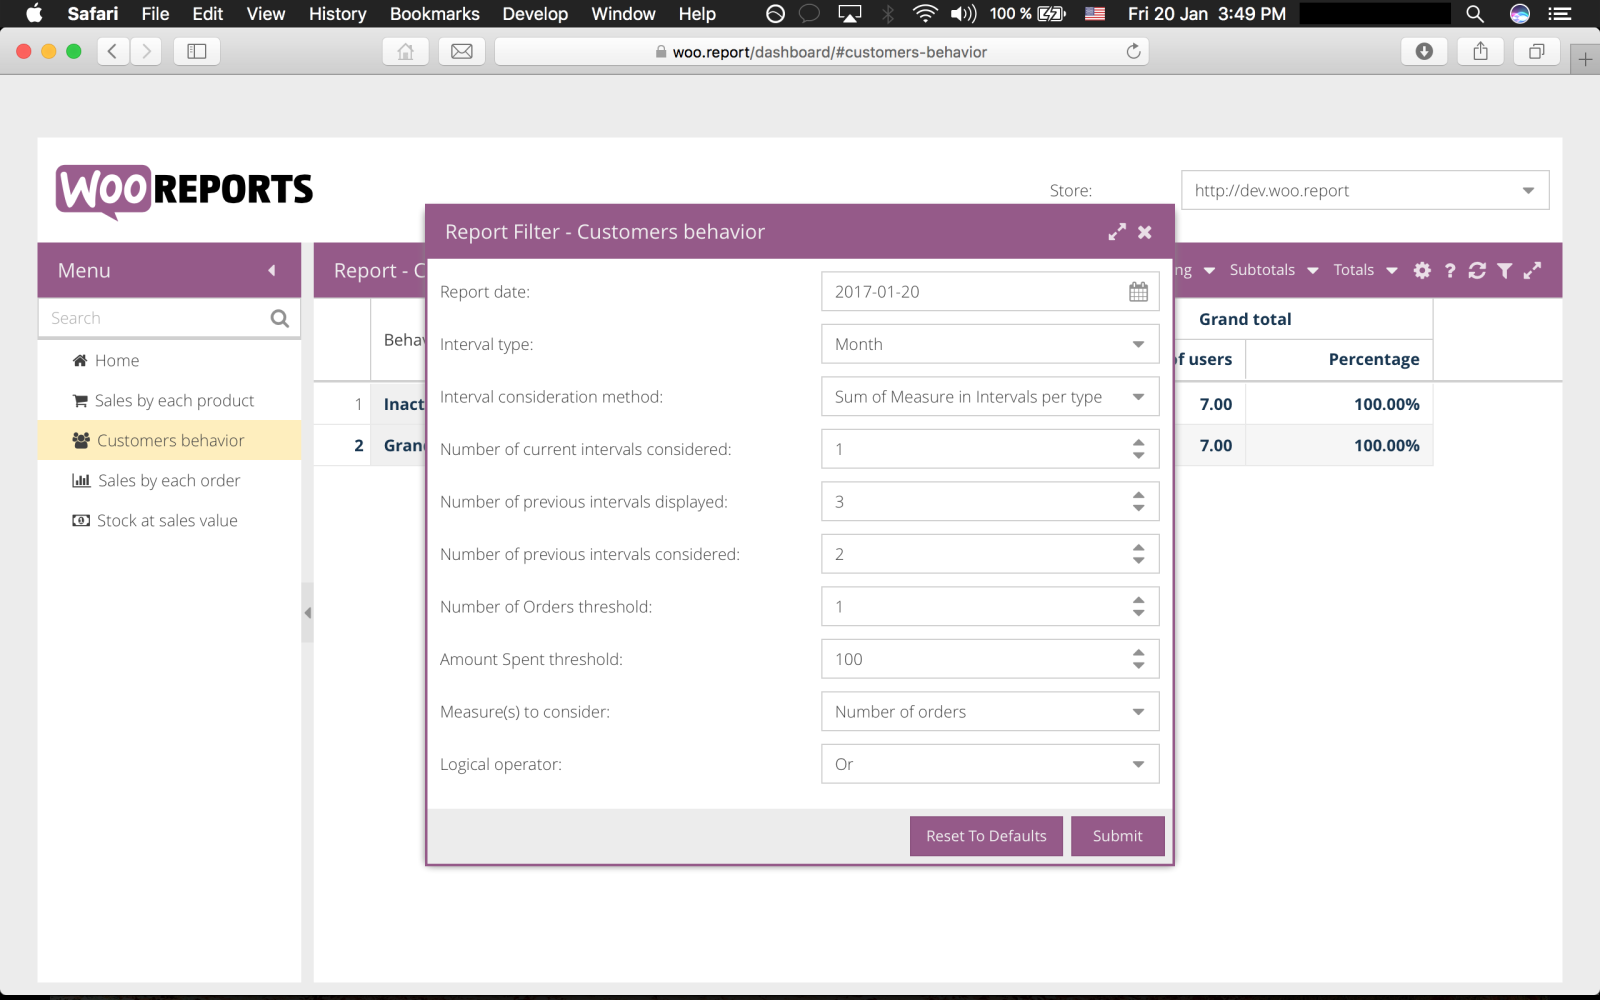 Safari File Edit View History Bookmarks Develop Window Help 100 % Fri 20 Jan 3:49 PM
woo.report/dashboard/#customers-behavior
WOO REPORTS
Store: http://dev.woo.report
Menu
Search
Home
Sales by each product
Customers behavior
Sales by each order
Stock at sales value
Report - C
ng Subtotals Totals ?
Behav
Grand total
of users Percentage
1 Inact 7.00 100.00%
2 Gran 7.00 100.00%
Report Filter - Customers behavior
Report date: 2017-01-20
Interval type: Month
Interval consideration method: Sum of Measure in Intervals per type
Number of current intervals considered: 1
Number of previous intervals displayed: 3
Number of previous intervals considered: 2
Number of Orders threshold: 1
Amount Spent threshold: 100
Measure(s) to consider: Number of orders
Logical operator: Or
Reset To Defaults Submit